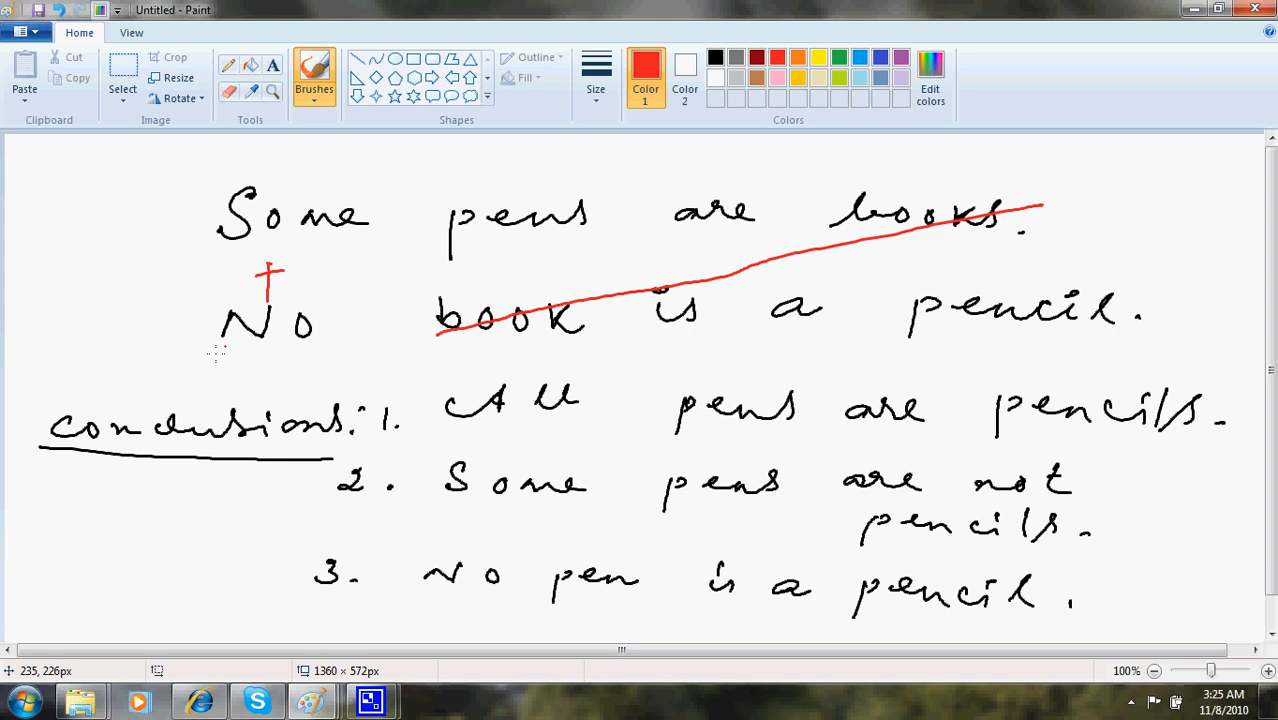 Untitled - Paint
Home View
Paste Cut Copy
Clipboard
Select Crop Resize Rotate
Image
Tools
Brushes
Shapes
Outline
Fill
Size
Color 1
Color 2
Edit colors
Colors
Some pens are books.
No book is a pencil.
conclusions: 1. All pens are pencils.
2. Some pens are not
pencils.
3. No pen is a pencil.
235, 226px
1360 × 572px
100%
3:25 AM
11/8/2010